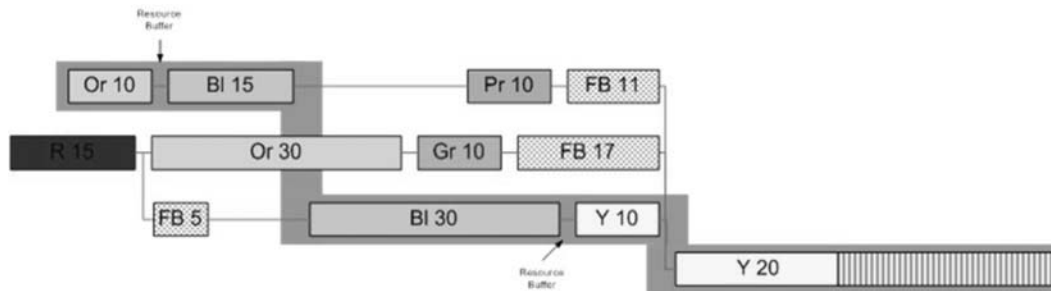 Resource
Buffer
Or 10
Bl 15
Pr 10
FB 11
R 15
Or 30
Gr 10
FB 17
FB 5
Bl 30
Y 10
Resource
Buffer
Y 20